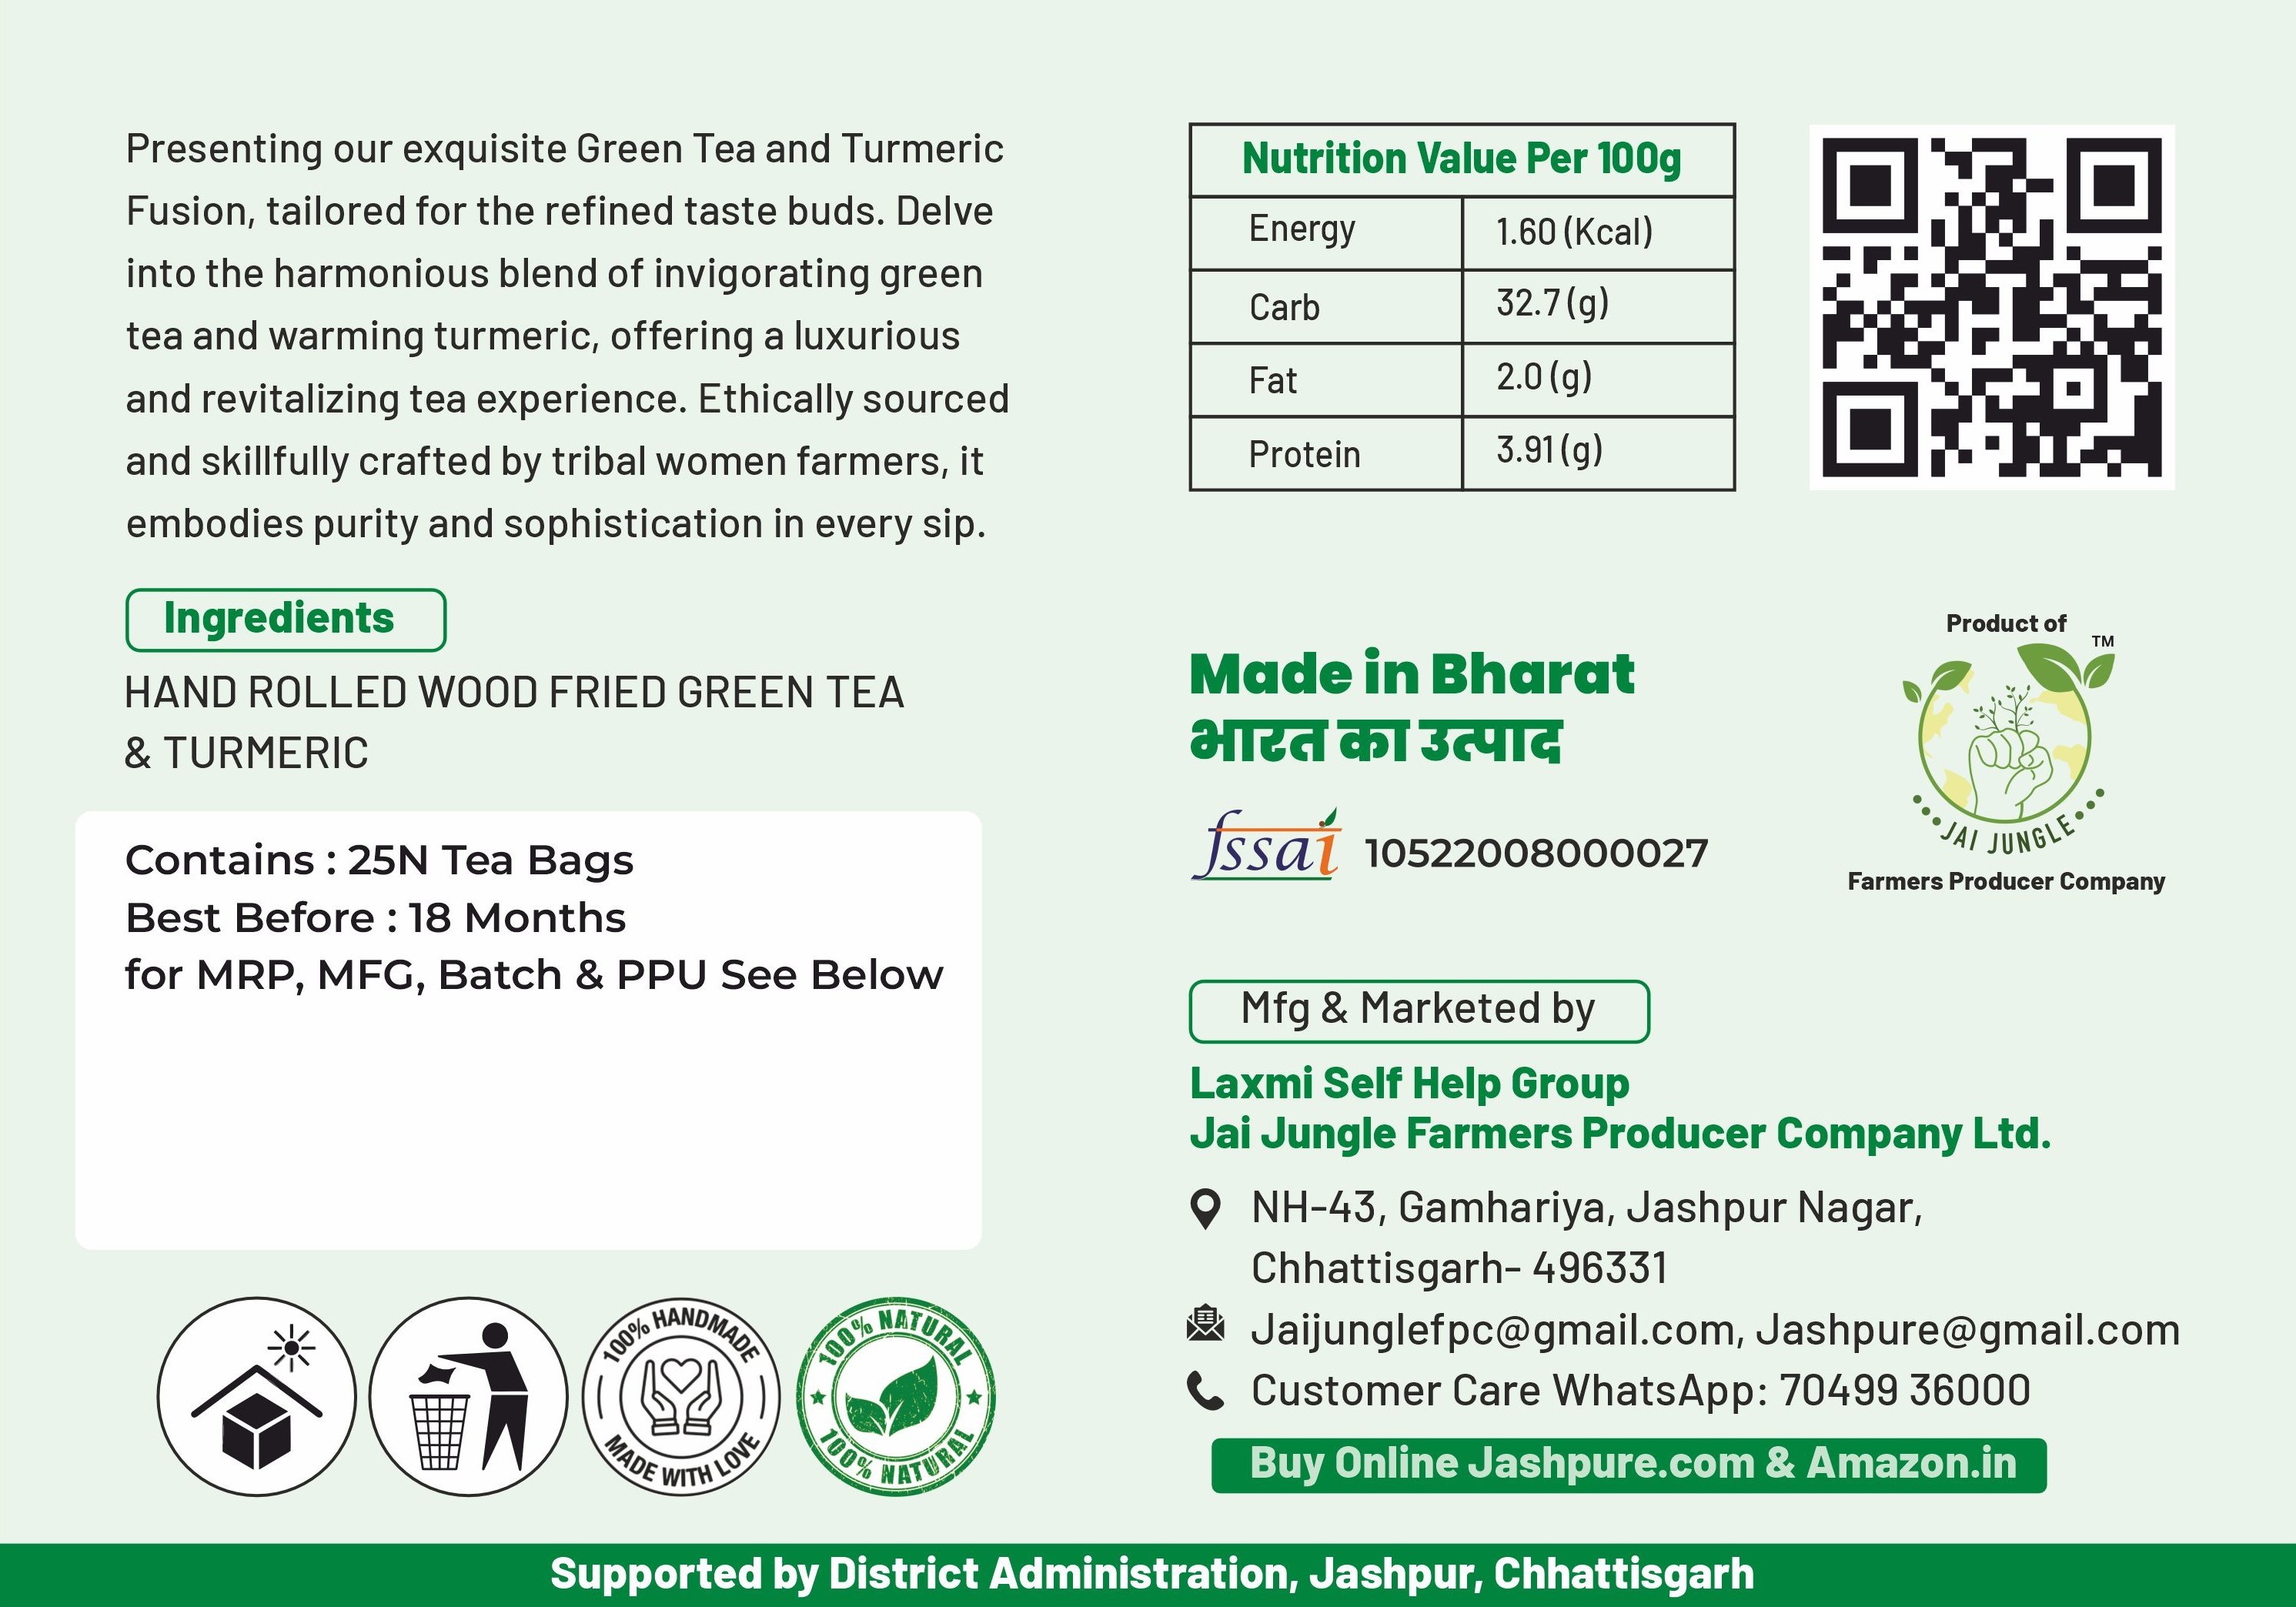 Presenting our exquisite Green Tea and Turmeric
Fusion, tailored for the refined taste buds. Delve
into the harmonious blend of invigorating green
tea and warming turmeric, offering a luxurious
and revitalizing tea experience. Ethically sourced
and skillfully crafted by tribal women farmers, it
embodies purity and sophistication in every sip.
Ingredients
HAND ROLLED WOOD FRIED GREEN TEA
& TURMERIC
Contains : 25N Tea Bags
Best Before : 18 Months
for MRP, MFG, Batch & PPU See Below
100% HANDMADE
MADE WITH LOVE
100% NATURAL
100% NATURAL
Nutrition Value Per 100g
Energy 1.60 (Kcal)
Carb 32.7 (g)
Fat 2.0 (g)
Protein 3.91 (g)
Made in Bharat
भारत का उत्पाद
fssai 10522008000027
Product of
TM
JAI JUNGLE
Farmers Producer Company
Mfg & Marketed by
Laxmi Self Help Group
Jai Jungle Farmers Producer Company Ltd.
NH-43, Gamhariya, Jashpur Nagar,
Chhattisgarh- 496331
Jaijunglefpc@gmail.com, Jashpure@gmail.com
Customer Care WhatsApp: 70499 36000
Buy Online Jashpure.com & Amazon.in
Supported by District Administration, Jashpur, Chhattisgarh